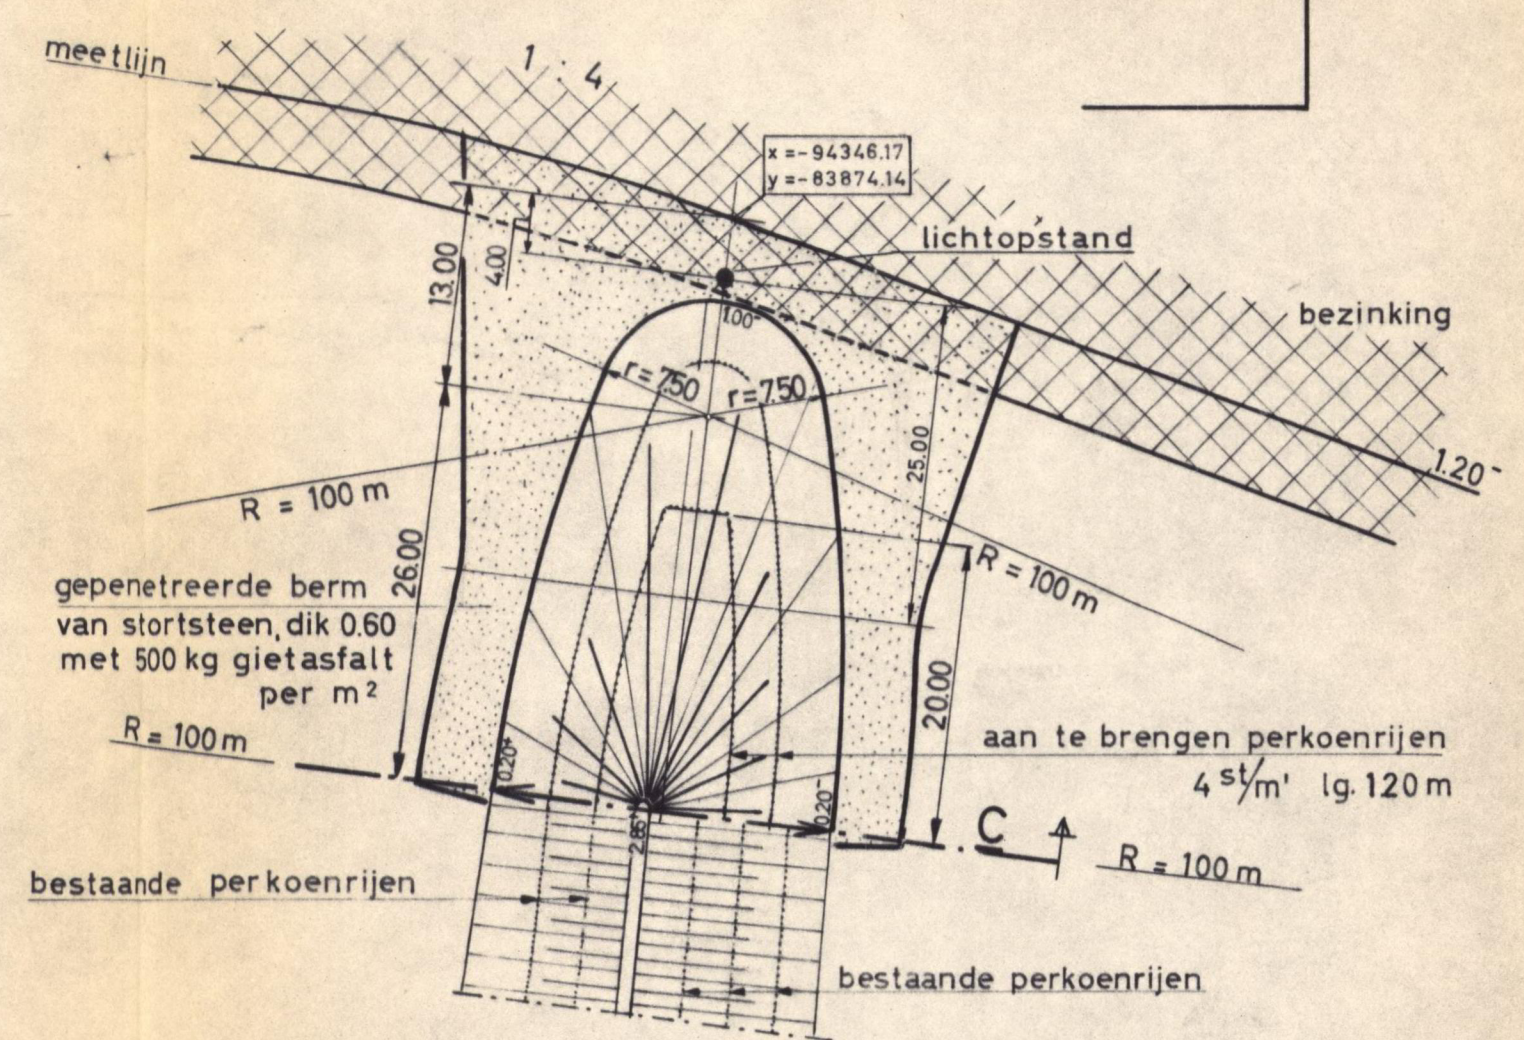 meetlijn
1 : 4
x =-94346.17
y =-83874.14
lichtopstand
13.00
4.00
bezinking
1.00-
r=7.50
r=7.50
25.00
1.20-
R = 100 m
R = 100 m
26.00
gepenetreerde berm
van stortsteen, dik 0.60
met 500 kg gietasfalt
per m²
20.00
R = 100 m
aan te brengen perkoenrijen
4 st/m' lg. 120 m
0.20+
0.20-
C
R = 100 m
bestaande perkoenrijen
bestaande perkoenrijen